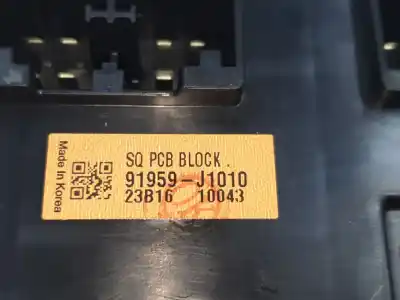 Made In Korea
SQ PCB BLOCK .
91959-J1010
23B16 10043